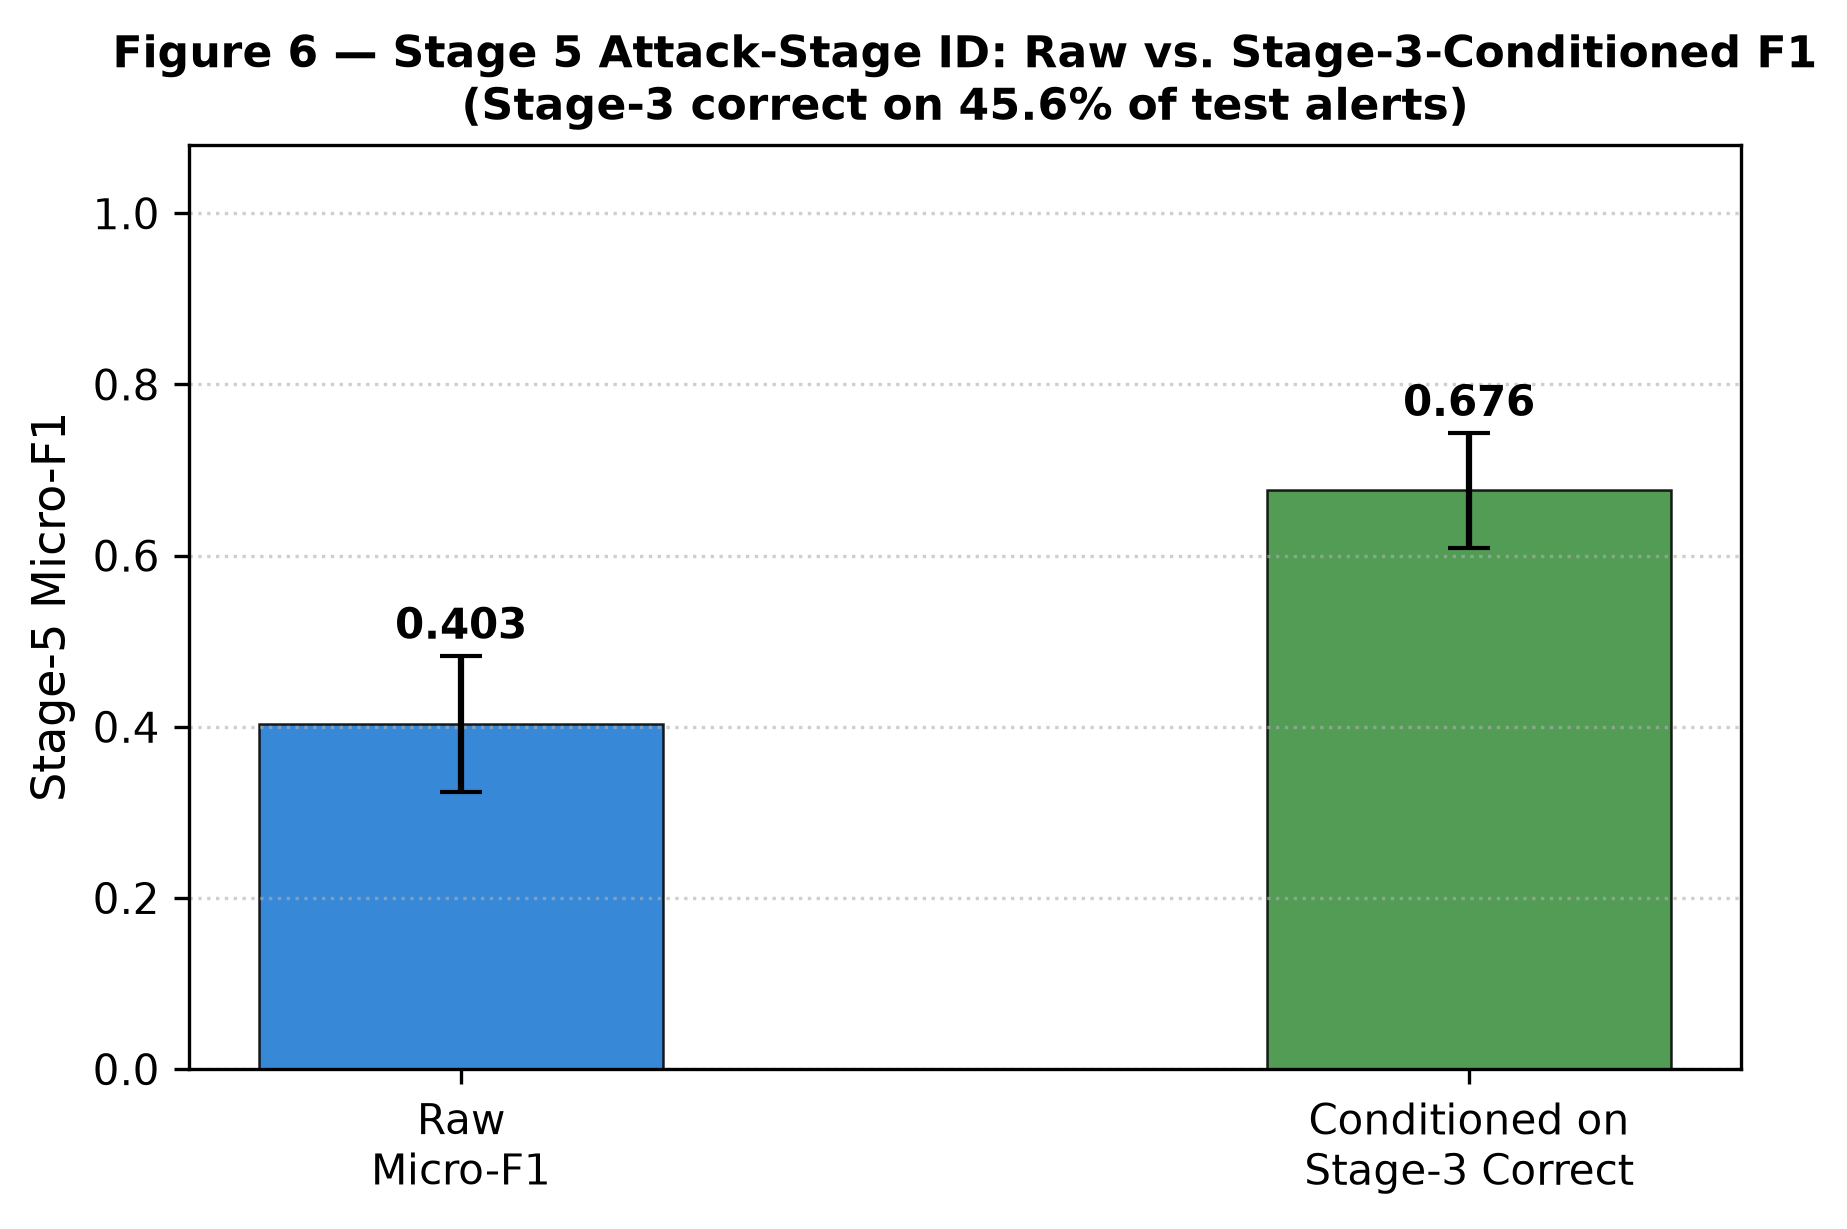 Figure 6 — Stage 5 Attack-Stage ID: Raw vs. Stage-3-Conditioned F1
(Stage-3 correct on 45.6% of test alerts)
Stage-5 Micro-F1
1.0
0.8
0.6
0.4
0.2
0.0
0.403
0.676
Raw
Micro-F1
Conditioned on
Stage-3 Correct